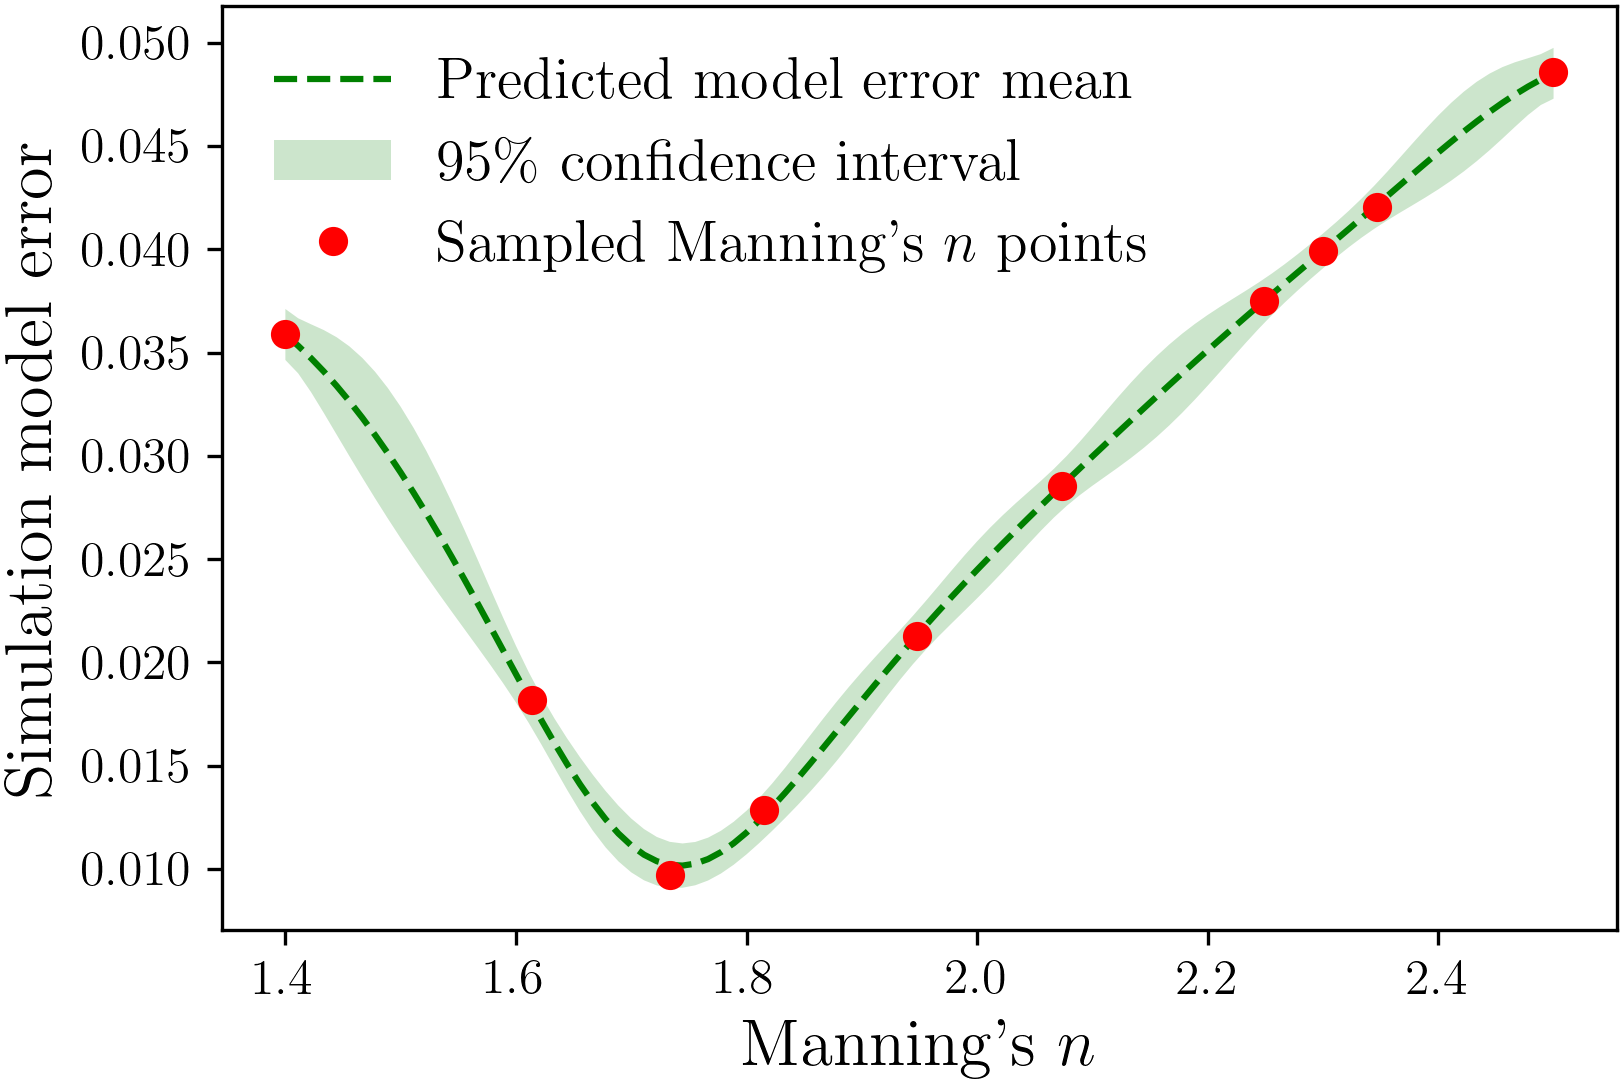 Predicted model error mean
95% confidence interval
Sampled Manning's n points
Simulation model error
0.050
0.045
0.040
0.035
0.030
0.025
0.020
0.015
0.010
1.4 1.6 1.8 2.0 2.2 2.4
Manning's n